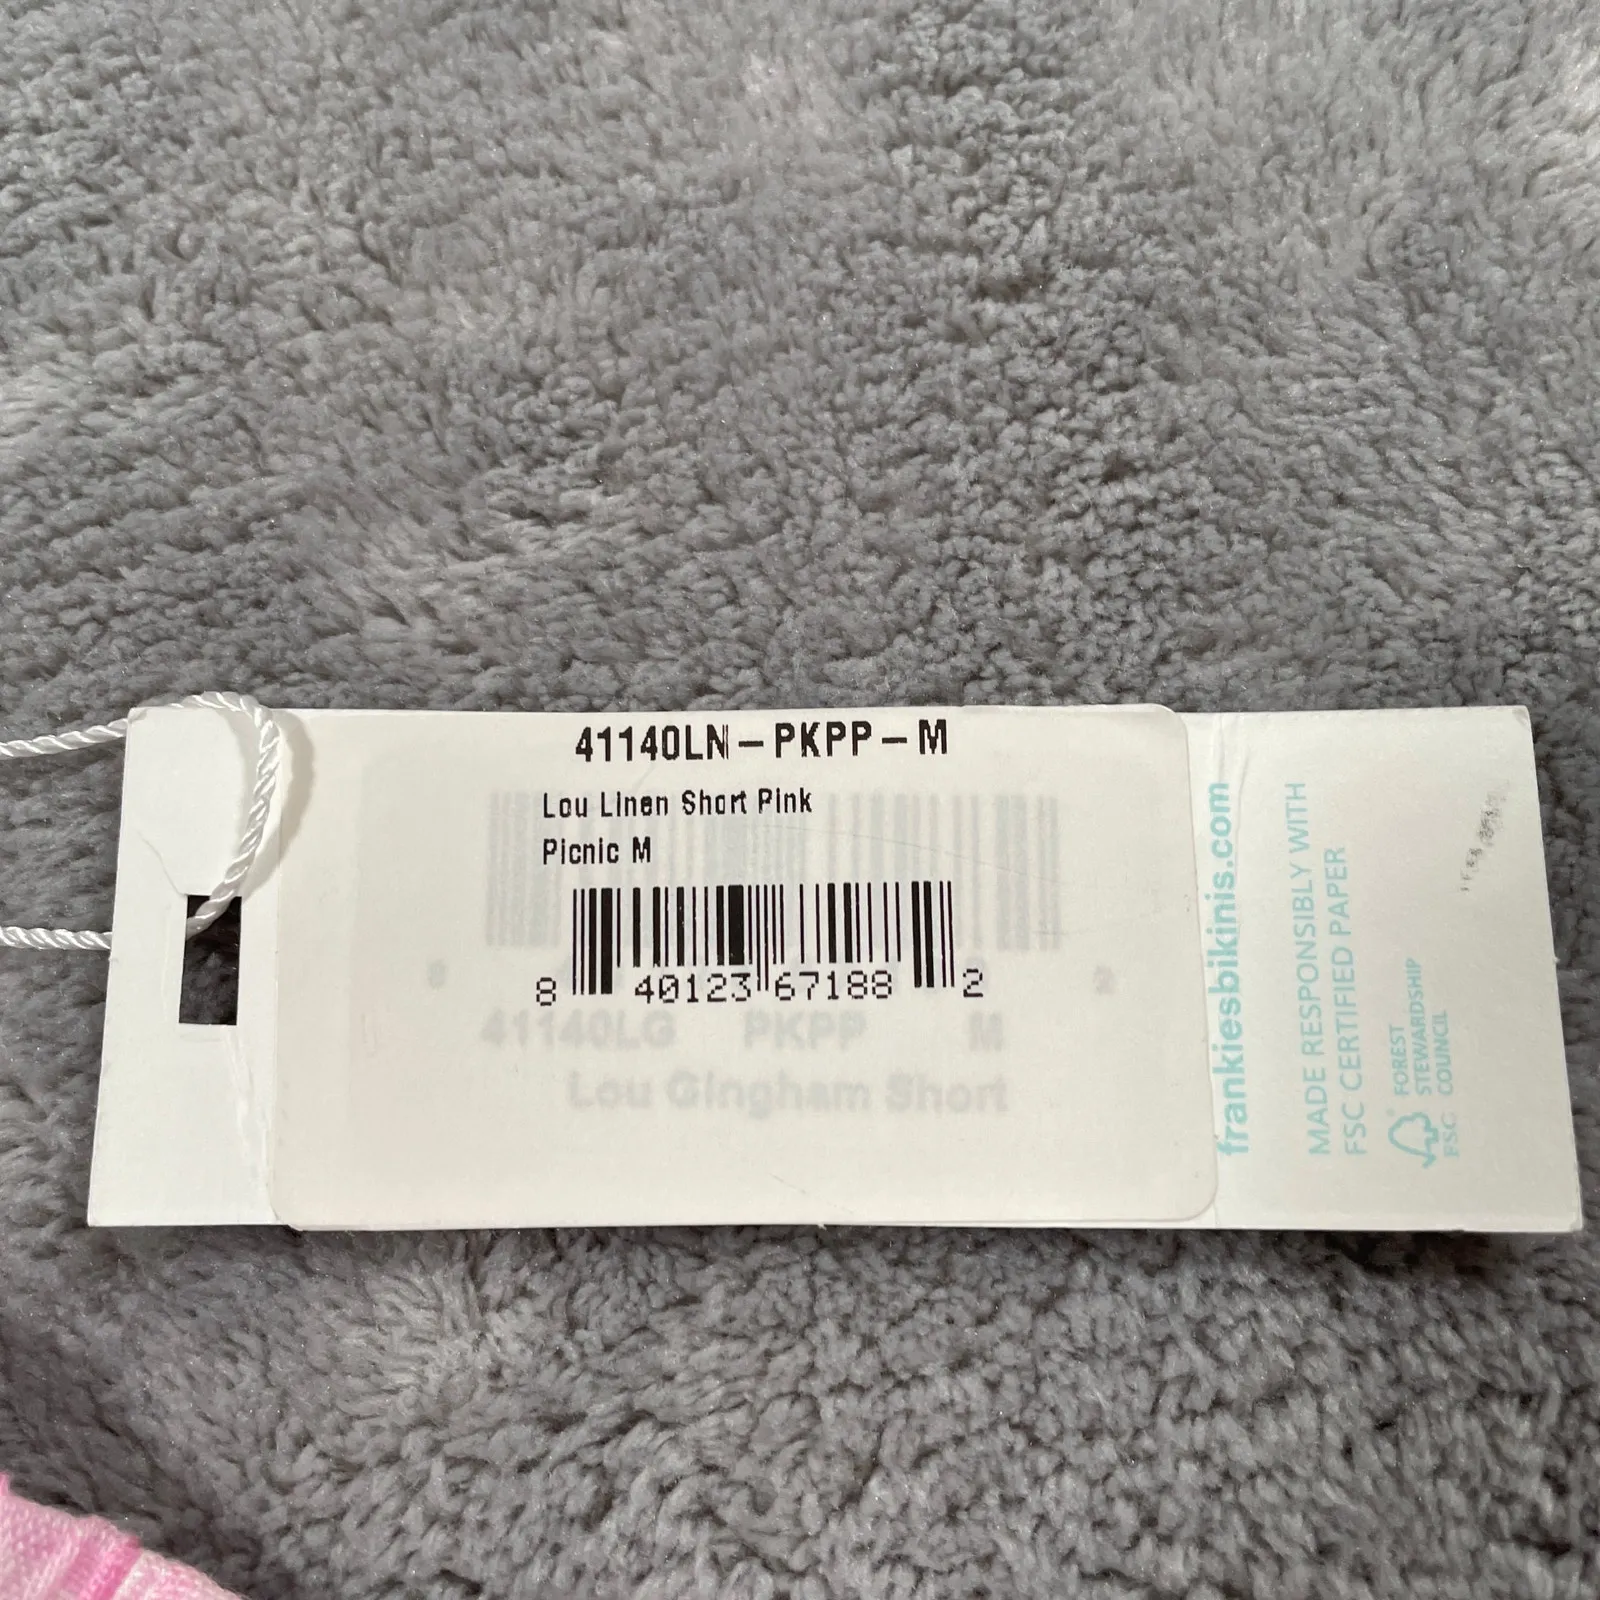 41140LN-PKPP-M
Lou Linen Short Pink
Picnic M
8 40123 67188 2
2
41140LG PKPP M
Lou Gingham Short
frankiesbikinis.com
MADE RESPONSIBLY WITH
FSC CERTIFIED PAPER
FSC
FOREST
STEWARDSHIP
COUNCIL